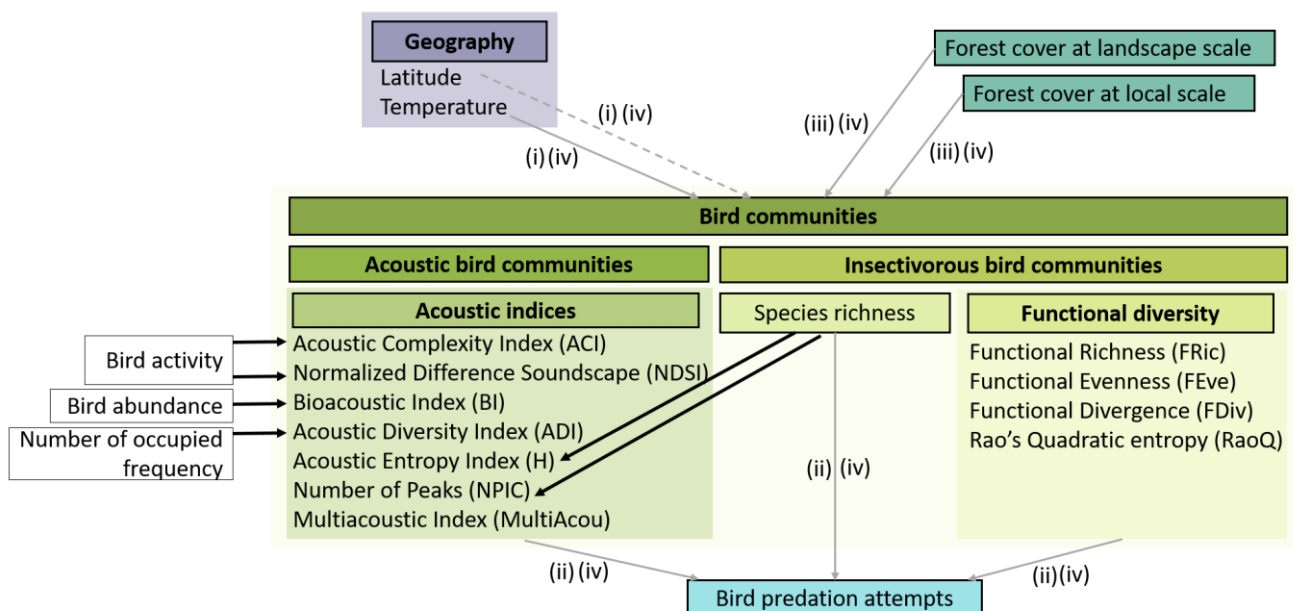 Geography
Latitude
Temperature
Forest cover at landscape scale
Forest cover at local scale
(i) (iv)
(i) (iv)
(iii) (iv)
(iii) (iv)
Bird communities
Acoustic bird communities
Insectivorous bird communities
Acoustic indices
Acoustic Complexity Index (ACI)
Normalized Difference Soundscape (NDSI)
Bioacoustic Index (BI)
Acoustic Diversity Index (ADI)
Acoustic Entropy Index (H)
Number of Peaks (NPIC)
Multiacoustic Index (MultiAcou)
Species richness
Functional diversity
Functional Richness (FRic)
Functional Evenness (FEve)
Functional Divergence (FDiv)
Rao's Quadratic entropy (RaoQ)
Bird activity
Bird abundance
Number of occupied
frequency
(ii) (iv)
(ii) (iv)
(ii) (iv)
Bird predation attempts